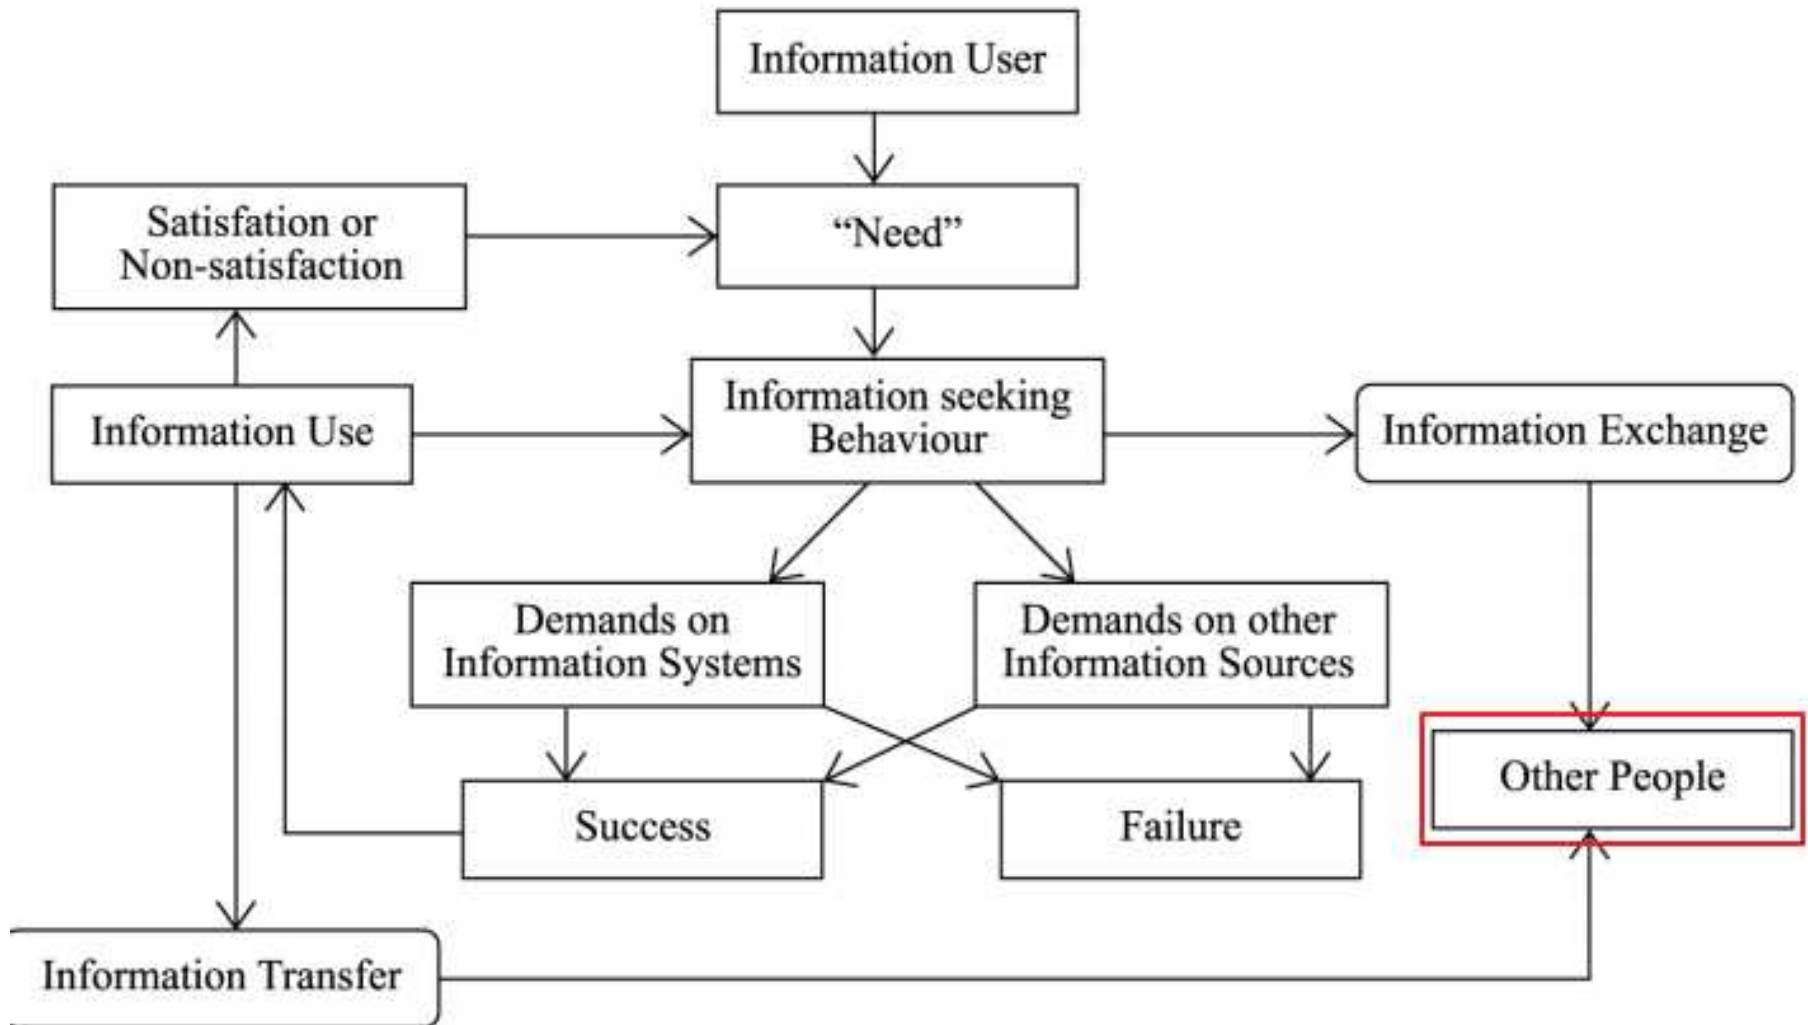 Information User
Satisfation or
Non-satisfaction
“Need”
Information Use
Information seeking
Behaviour
Information Exchange
Demands on
Information Systems
Demands on other
Information Sources
Other People
Success
Failure
Information Transfer